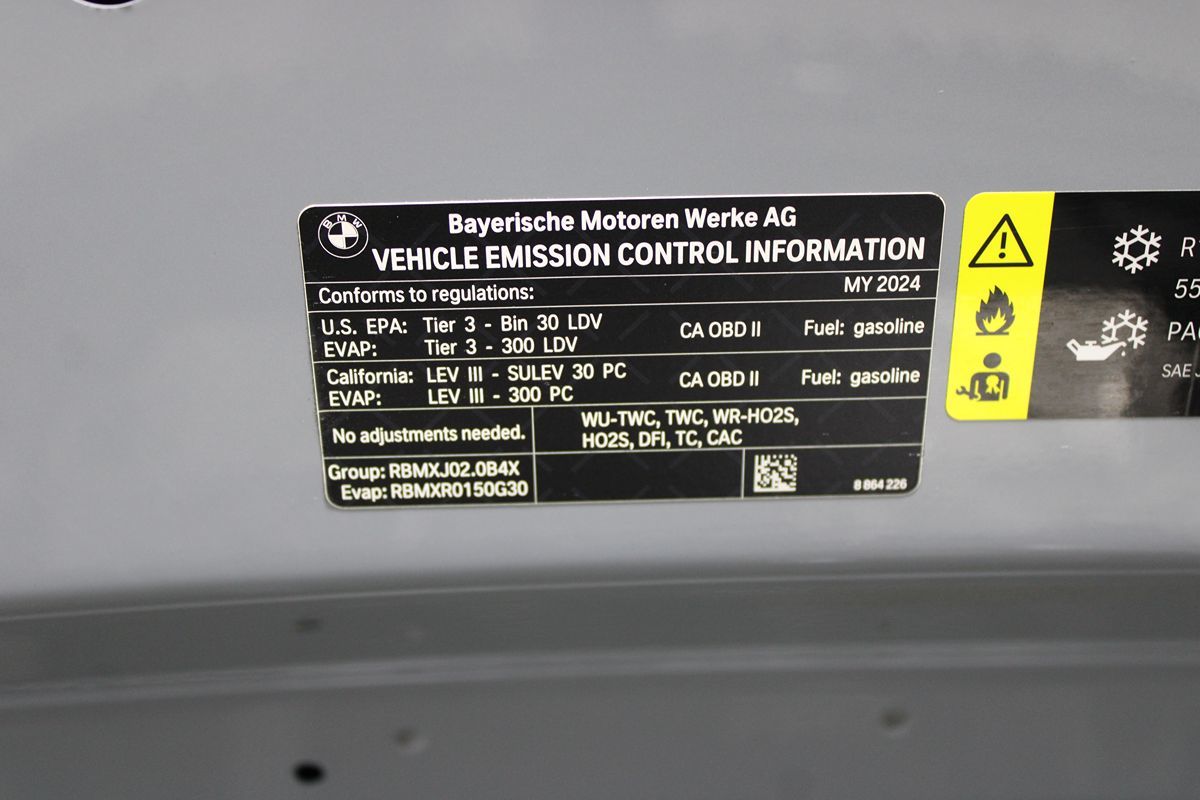 BMW
Bayerische Motoren Werke AG
VEHICLE EMISSION CONTROL INFORMATION
Conforms to regulations: MY 2024
U.S. EPA: Tier 3 - Bin 30 LDV CA OBD II Fuel: gasoline
EVAP: Tier 3 - 300 LDV
California: LEV III - SULEV 30 PC CA OBD II Fuel: gasoline
EVAP: LEV III - 300 PC
No adjustments needed. WU-TWC, TWC, WR-HO2S,
HO2S, DFI, TC, CAC
Group: RBMXJ02.0B4X
Evap: RBMXR0150G30
8 864 226
55
SAE J